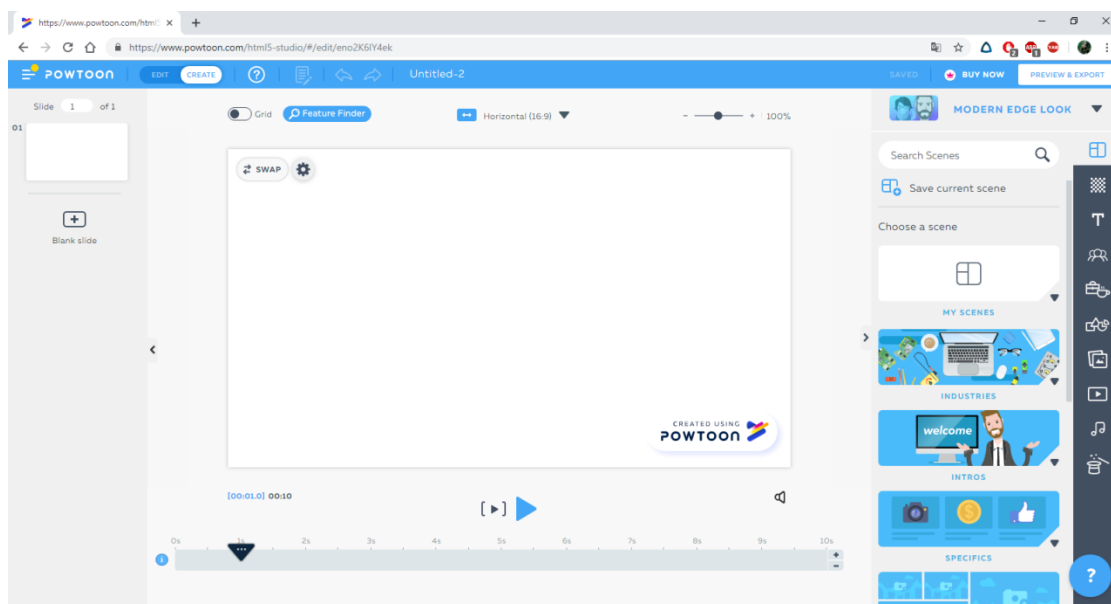 https://www.powtoon.com/html5
https://www.powtoon.com/html5-studio/#/edit/eno2K6lY4ek
POWTOON EDIT CREATE ? Untitled-2 SAVED BUY NOW PREVIEW & EXPORT
Slide 1 of 1
Grid Feature Finder Horizontal (16:9) - + 100%
MODERN EDGE LOOK
01
SWAP
Search Scenes
Save current scene
Blank slide
Choose a scene
MY SCENES
INDUSTRIES
CREATED USING
POWTOON
welcome
INTROS
[00:01.0] 00:10
0s 1s 2s 3s 4s 5s 6s 7s 8s 9s 10s
SPECIFICS
?